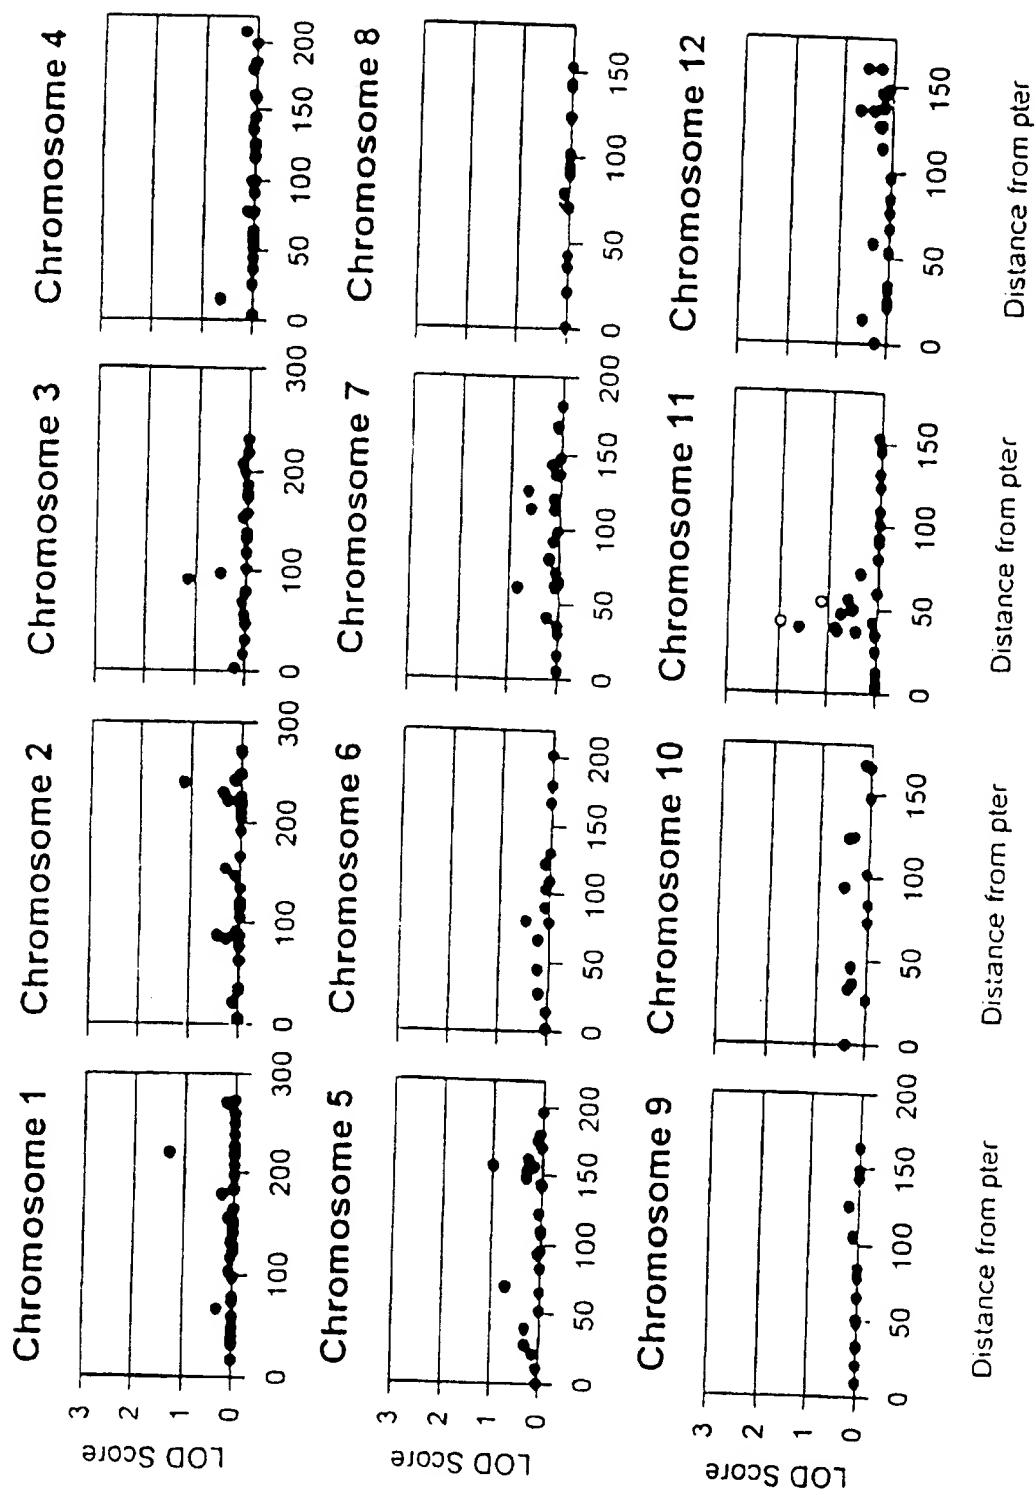 Chromosome 1 Chromosome 2 Chromosome 3 Chromosome 4
LOD Score
3
2
1
0
0 100 200 300 0 100 200 300 0 100 200 300 0 50 100 150 200
Chromosome 5 Chromosome 6 Chromosome 7 Chromosome 8
LOD Score
3
2
1
0
0 50 100 150 200 0 50 100 150 200 0 50 100 150 200 0 50 100 150
Chromosome 9 Chromosome 10 Chromosome 11 Chromosome 12
LOD Score
3
2
1
0
0 50 100 150 200 0 50 100 150 0 50 100 150 0 50 100 150
Distance from pter Distance from pter Distance from pter Distance from pter